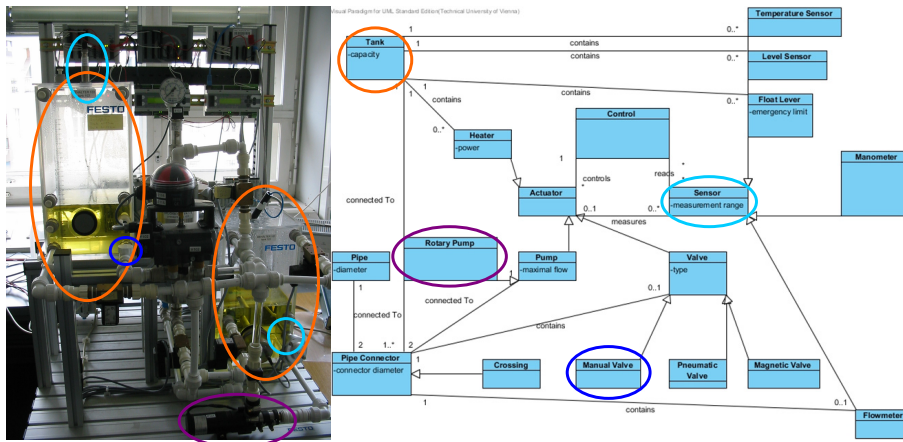 Visual Paradigm for UML Standard Edition(Technical University of Vienna)
Temperature Sensor
1
0..*
Tank
-capacity
contains
1
contains
Level Sensor
0..*
1
contains
1
1
0..*
Float Lever
-emergency limit
contains
0..*
Heater
-power
Control
1
controls
*
reads
*
Manometer
Actuator
Sensor
-measurement range
0..1
0..*
measures
connected To
Pipe
-diameter
Rotary Pump
1
Pump
-maximal flow
Valve
-type
0..1
1
connected To
connected To
contains
2
1..*
2
1
Pipe Connector
-connector diameter
Crossing
Manual Valve
Pneumatic
Valve
Magnetic Valve
1
contains
0..1
Flowmeter
FESTO
FESTO